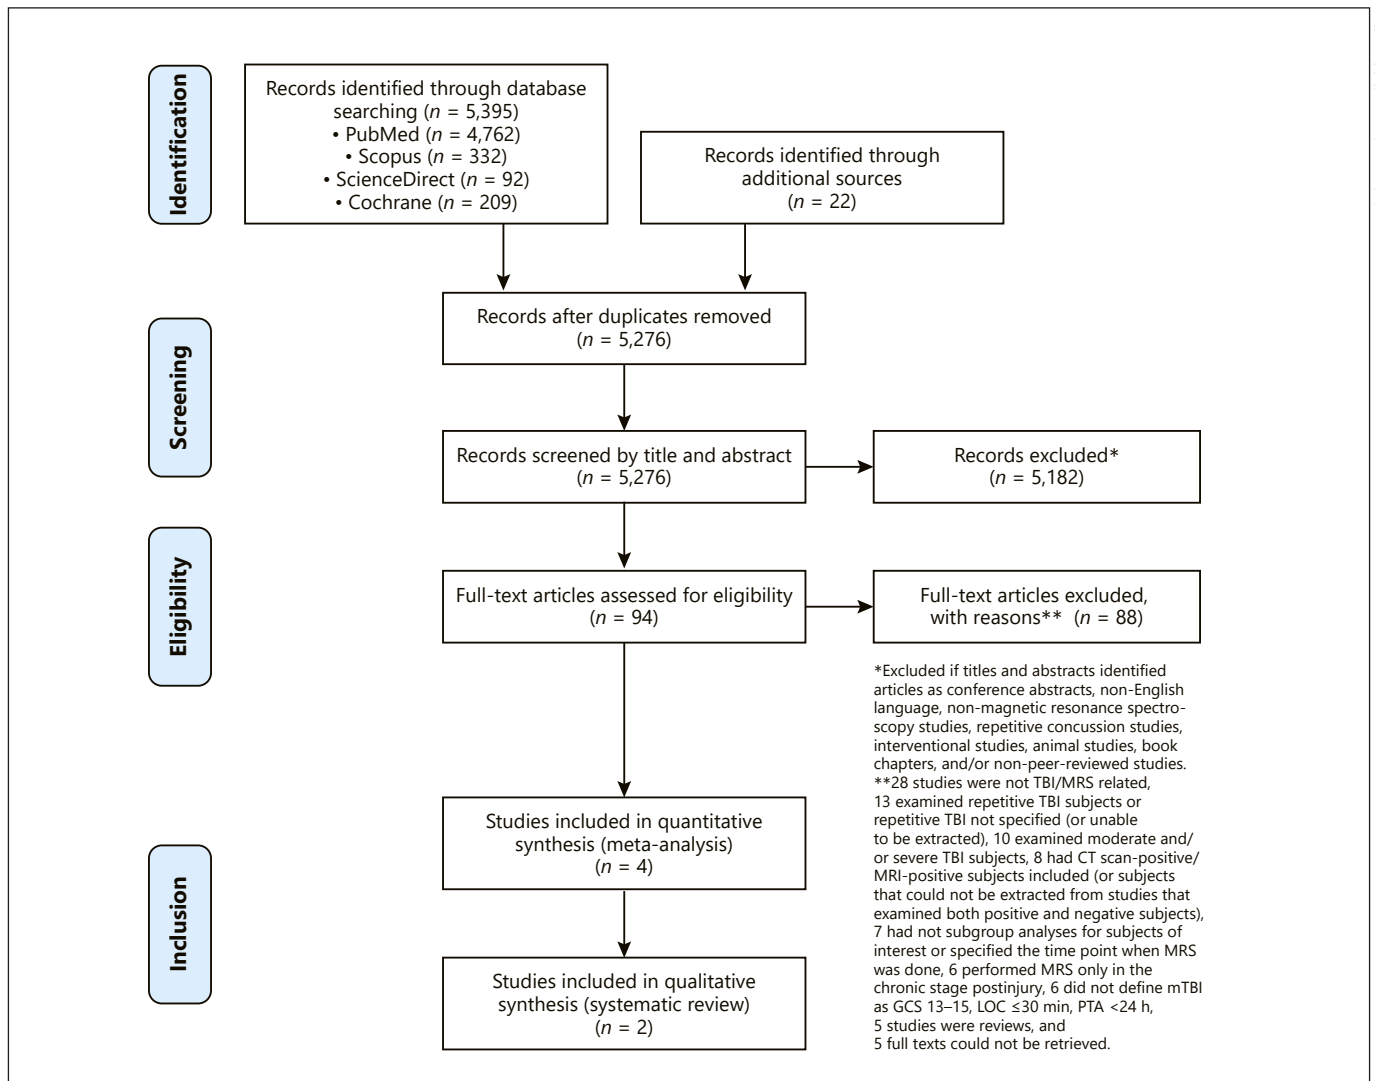 Identification
Records identified through database
searching (n = 5,395)
• PubMed (n = 4,762)
• Scopus (n = 332)
• ScienceDirect (n = 92)
• Cochrane (n = 209)
Records identified through
additional sources
(n = 22)
Screening
Records after duplicates removed
(n = 5,276)
Records screened by title and abstract
(n = 5,276)
Records excluded*
(n = 5,182)
Eligibility
Full-text articles assessed for eligibility
(n = 94)
Full-text articles excluded,
with reasons** (n = 88)
*Excluded if titles and abstracts identified
articles as conference abstracts, non-English
language, non-magnetic resonance spectro-
scopy studies, repetitive concussion studies,
interventional studies, animal studies, book
chapters, and/or non-peer-reviewed studies.
**28 studies were not TBI/MRS related,
13 examined repetitive TBI subjects or
repetitive TBI not specified (or unable
to be extracted), 10 examined moderate and/
or severe TBI subjects, 8 had CT scan-positive/
MRI-positive subjects included (or subjects
that could not be extracted from studies that
examined both positive and negative subjects),
7 had not subgroup analyses for subjects of
interest or specified the time point when MRS
was done, 6 performed MRS only in the
chronic stage postinjury, 6 did not define mTBI
as GCS 13–15, LOC ≤30 min, PTA <24 h,
5 studies were reviews, and
5 full texts could not be retrieved.
Inclusion
Studies included in quantitative
synthesis (meta-analysis)
(n = 4)
Studies included in qualitative
synthesis (systematic review)
(n = 2)